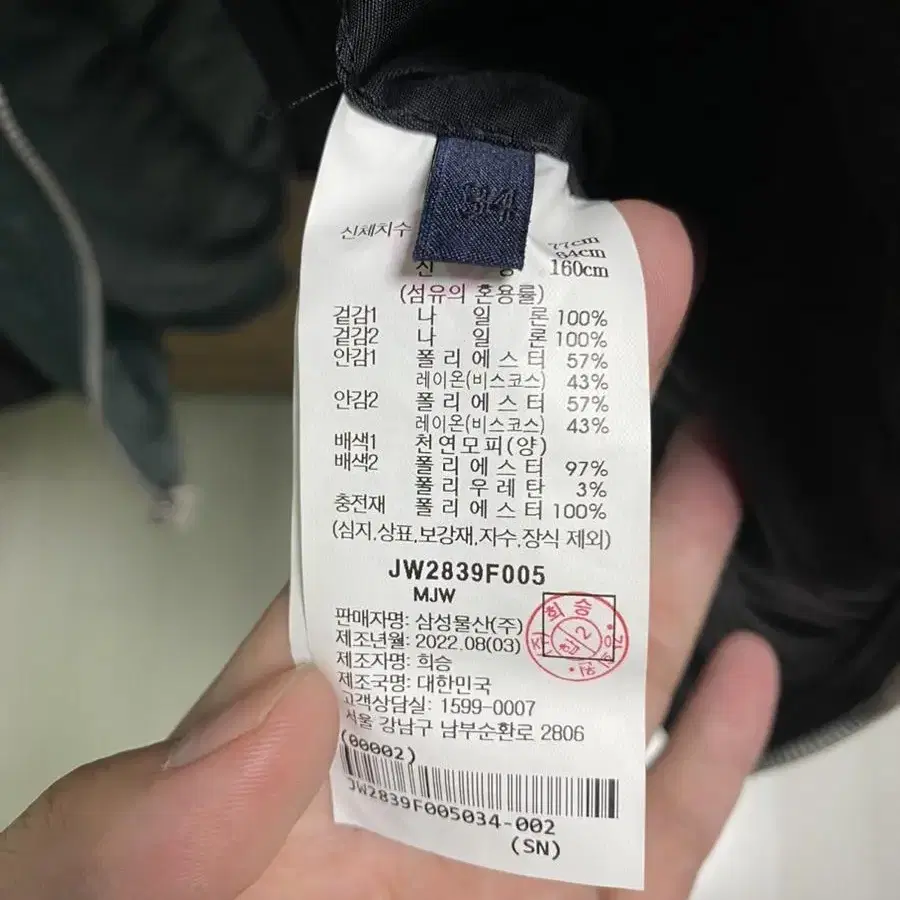 34
신체치수
77cm
84cm
160cm
(섬유의 혼용률)
겉감1 나 일 론 100%
겉감2 나 일 론 100%
안감1 폴 리 에 스 터 57%
레이온(비스코스) 43%
안감2 폴 리 에 스 터 57%
레이온(비스코스) 43%
배색1 천연모피(양)
배색2 폴 리 에 스 터 97%
폴 리 우 레 탄 3%
충전재 폴 리 에 스 터 100%
(심지,상표,보강재,자수,장식 제외)
JW2839F005
MJW
판매자명: 삼성물산(주)
제조년월: 2022.08(03)
제조자명: 희승
제조국명: 대한민국
고객상담실: 1599-0007
서울 강남구 남부순환로 2806
(00002)
JW2839F005034-002
(SN)
희승
2